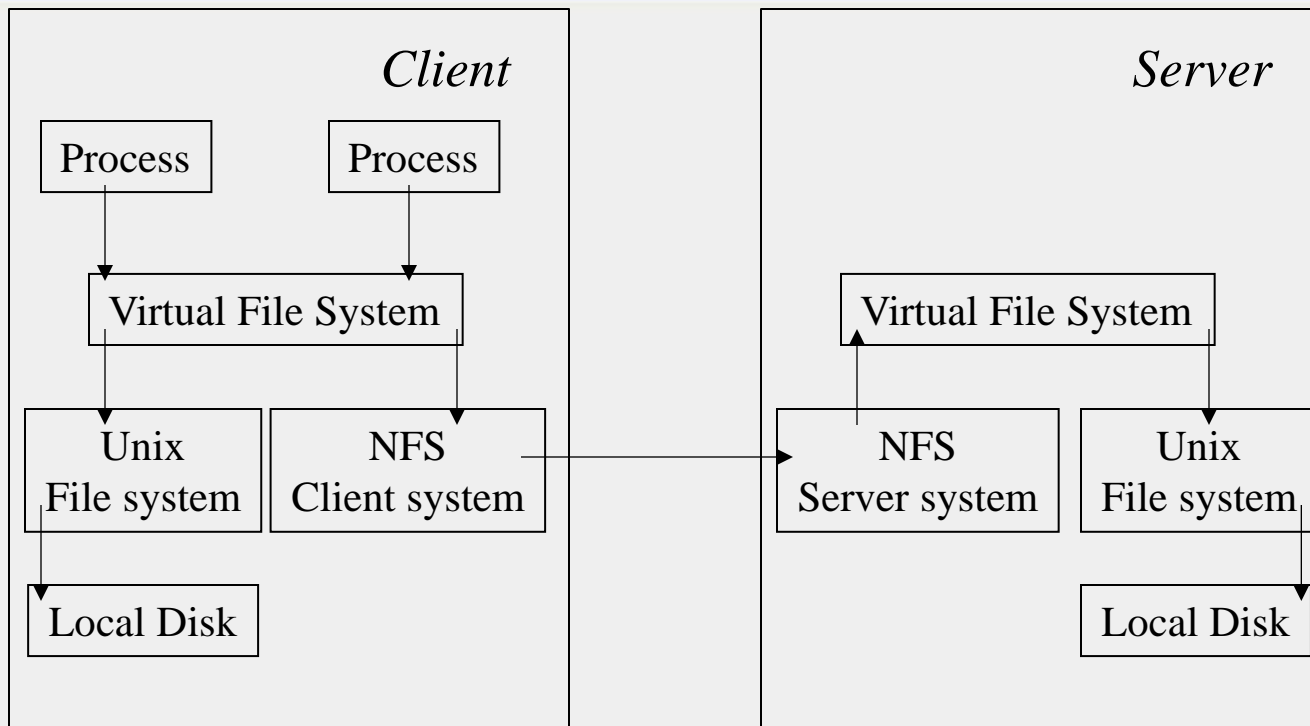 Client
Process
Process
Virtual File System
Unix
File system
NFS
Client system
Local Disk
Server
Virtual File System
NFS
Server system
Unix
File system
Local Disk